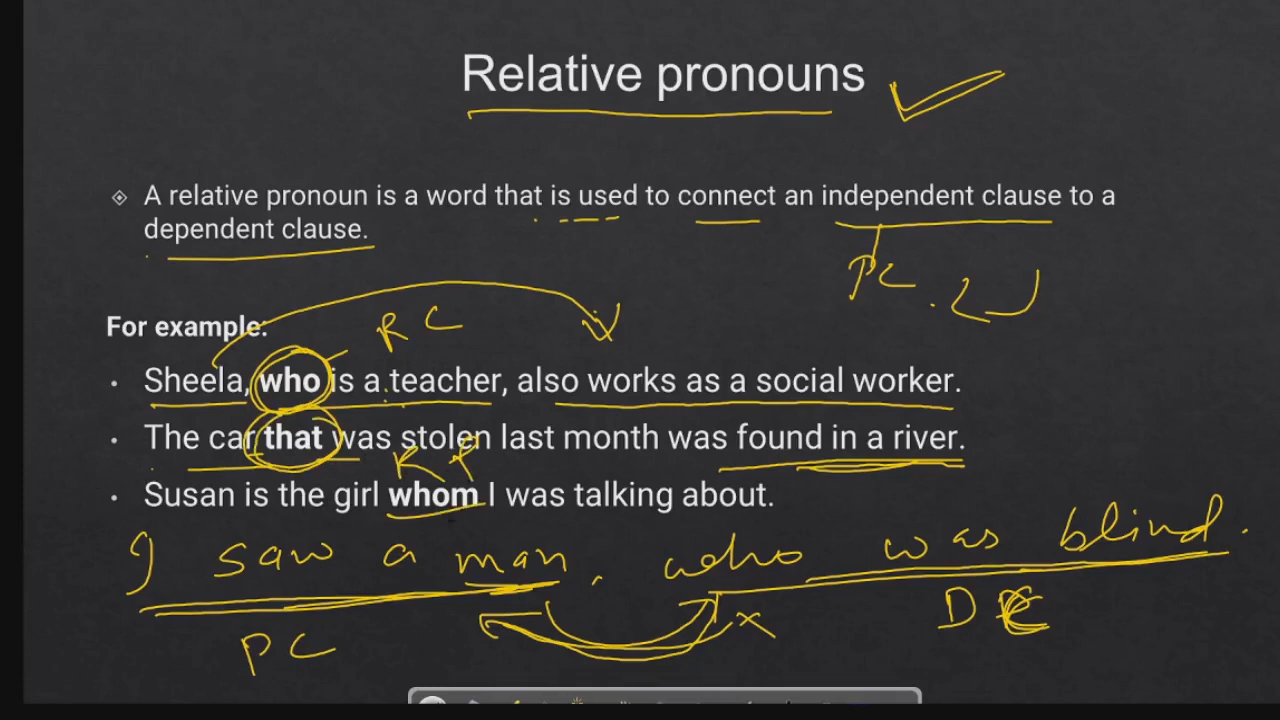 Relative pronouns
A relative pronoun is a word that is used to connect an independent clause to a
dependent clause.
PC
For example:
RC
Sheela, who is a teacher, also works as a social worker.
The car that was stolen last month was found in a river.
RP
Susan is the girl whom I was talking about.
I saw a man. who was blind.
PC